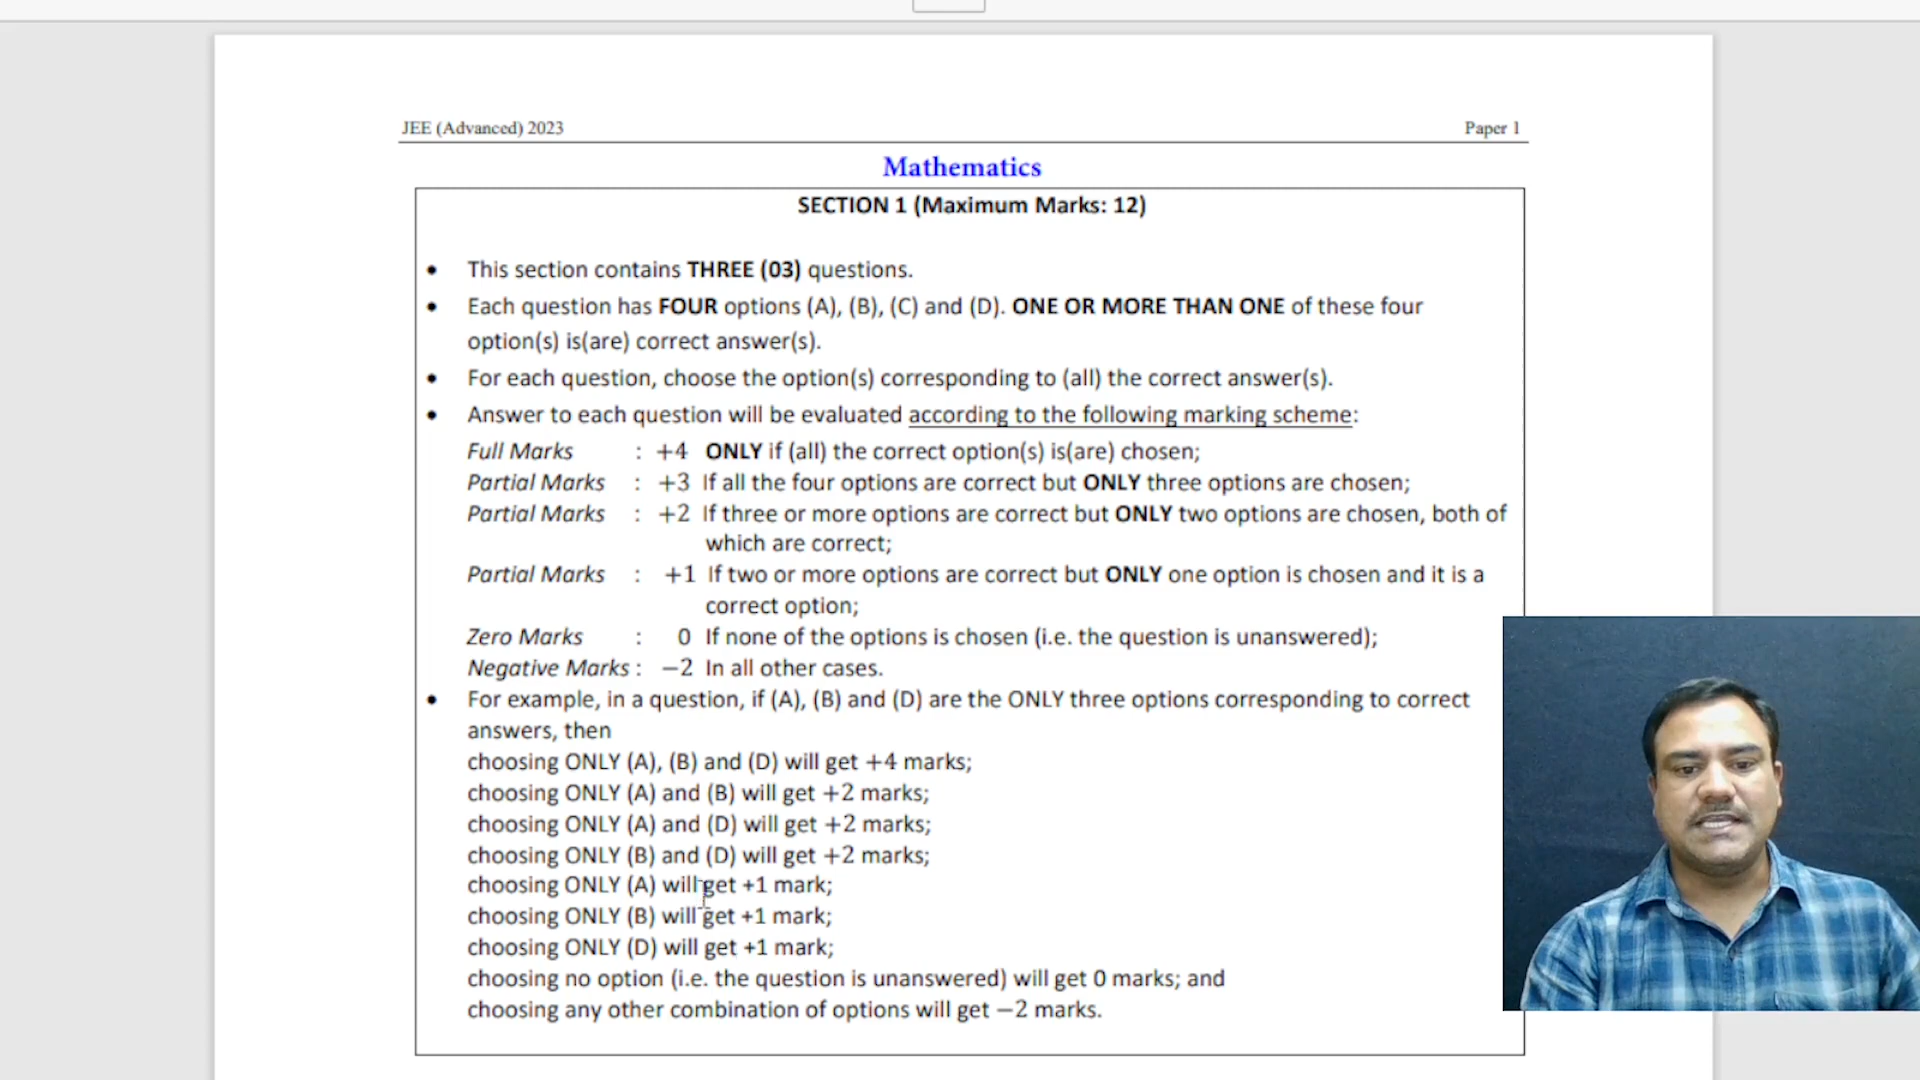 JEE (Advanced) 2023 Paper 1
Mathematics
SECTION 1 (Maximum Marks: 12)
• This section contains THREE (03) questions.
• Each question has FOUR options (A), (B), (C) and (D). ONE OR MORE THAN ONE of these four
option(s) is(are) correct answer(s).
• For each question, choose the option(s) corresponding to (all) the correct answer(s).
• Answer to each question will be evaluated according to the following marking scheme:
Full Marks : +4 ONLY if (all) the correct option(s) is(are) chosen;
Partial Marks : +3 If all the four options are correct but ONLY three options are chosen;
Partial Marks : +2 If three or more options are correct but ONLY two options are chosen, both of
which are correct;
Partial Marks : +1 If two or more options are correct but ONLY one option is chosen and it is a
correct option;
Zero Marks : 0 If none of the options is chosen (i.e. the question is unanswered);
Negative Marks : −2 In all other cases.
• For example, in a question, if (A), (B) and (D) are the ONLY three options corresponding to correct
answers, then
choosing ONLY (A), (B) and (D) will get +4 marks;
choosing ONLY (A) and (B) will get +2 marks;
choosing ONLY (A) and (D) will get +2 marks;
choosing ONLY (B) and (D) will get +2 marks;
choosing ONLY (A) will get +1 mark;
choosing ONLY (B) will get +1 mark;
choosing ONLY (D) will get +1 mark;
choosing no option (i.e. the question is unanswered) will get 0 marks; and
choosing any other combination of options will get −2 marks.